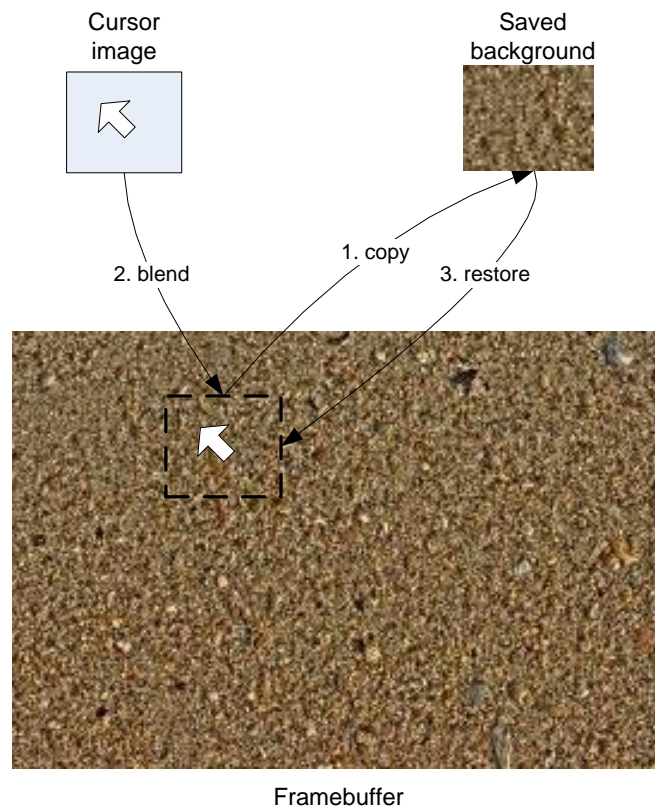 Cursor
image
Saved
background
1. copy
2. blend
3. restore
Framebuffer